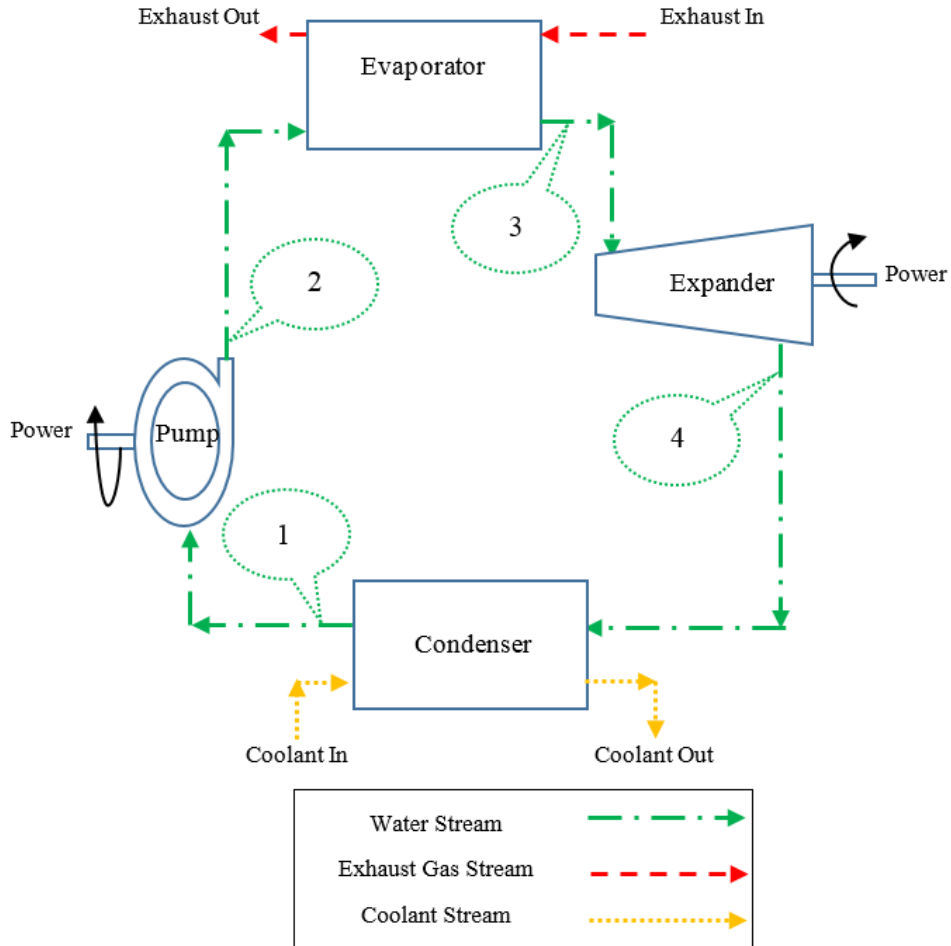 Exhaust Out
Exhaust In
Evaporator
3
2
Expander
Power
Power
Pump
4
1
Condenser
Coolant In
Coolant Out
Water Stream
Exhaust Gas Stream
Coolant Stream